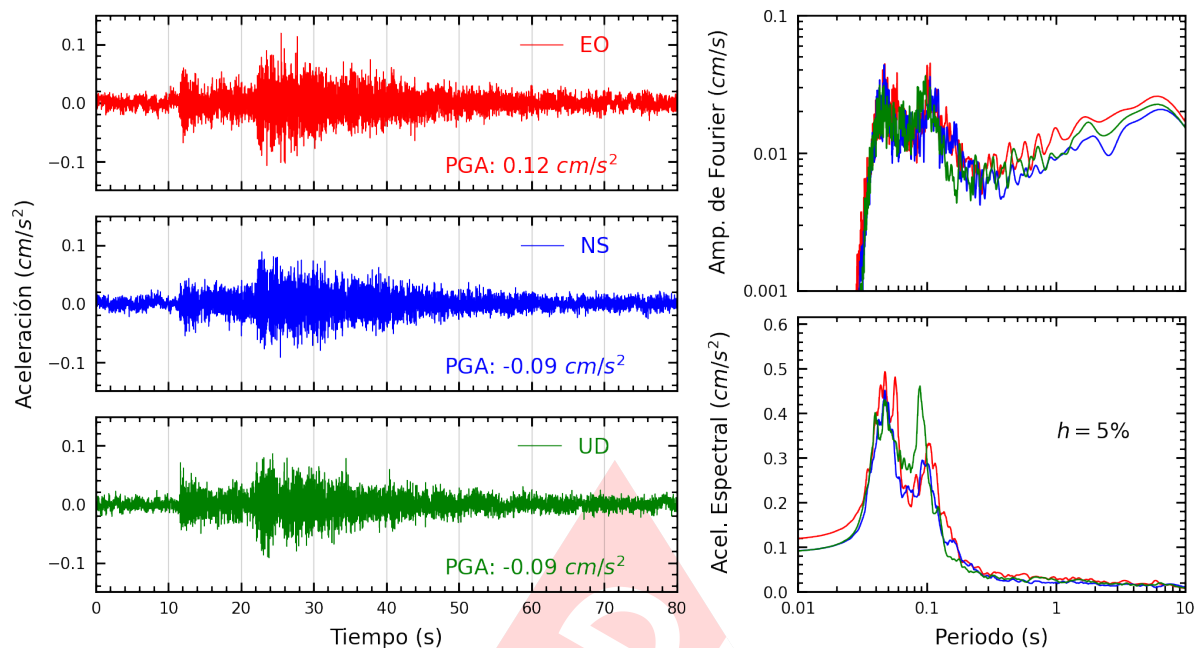 Aceleración (cm/s²)
0.1
0.0
−0.1
EO
PGA: 0.12 cm/s²
0.1
0.0
−0.1
NS
PGA: -0.09 cm/s²
0.1
0.0
−0.1
UD
PGA: -0.09 cm/s²
0 10 20 30 40 50 60 70 80
Tiempo (s)
Amp. de Fourier (cm/s)
0.1
0.01
0.001
Acel. Espectral (cm/s²)
0.6
0.5
0.4
0.3
0.2
0.1
0.0
h = 5%
0.01 0.1 1 10
Periodo (s)